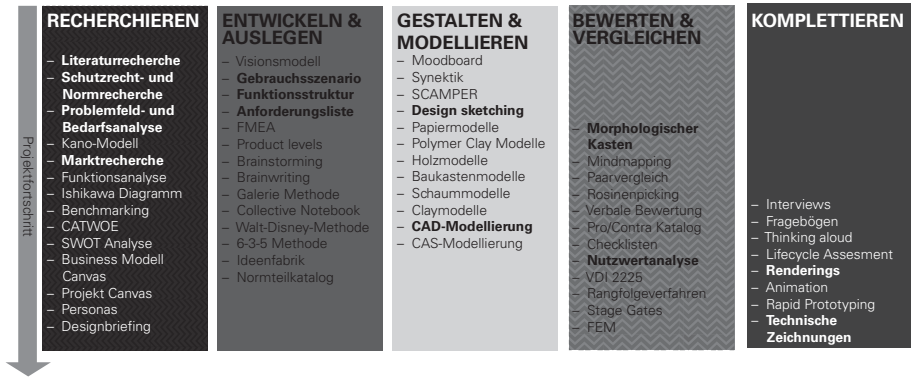 Projektfortschritt
RECHERCHIEREN
– Literaturrecherche
– Schutzrecht- und
Normrecherche
– Problemfeld- und
Bedarfsanalyse
– Kano-Modell
– Marktrecherche
– Funktionsanalyse
– Ishikawa Diagramm
– Benchmarking
– CATWOE
– SWOT Analyse
– Business Modell
Canvas
– Projekt Canvas
– Personas
– Designbriefing
ENTWICKELN &
AUSLEGEN
– Visionsmodell
– Gebrauchsszenario
– Funktionsstruktur
– Anforderungsliste
– FMEA
– Product levels
– Brainstorming
– Brainwriting
– Galerie Methode
– Collective Notebook
– Walt-Disney-Methode
– 6-3-5 Methode
– Ideenfabrik
– Normteilkatalog
GESTALTEN &
MODELLIEREN
– Moodboard
– Synektik
– SCAMPER
– Design sketching
– Papiermodelle
– Polymer Clay Modelle
– Holzmodelle
– Baukastenmodelle
– Schaummodelle
– Claymodelle
– CAD-Modellierung
– CAS-Modellierung
BEWERTEN &
VERGLEICHEN
– Morphologischer
Kasten
– Mindmapping
– Paarvergleich
– Rosinenpicking
– Verbale Bewertung
– Pro/Contra Katalog
– Checklisten
– Nutzwertanalyse
– VDI 2225
– Rangfolgeverfahren
– Stage Gates
– FEM
KOMPLETTIEREN
– Interviews
– Fragebögen
– Thinking aloud
– Lifecycle Assesment
– Renderings
– Animation
– Rapid Prototyping
– Technische
Zeichnungen